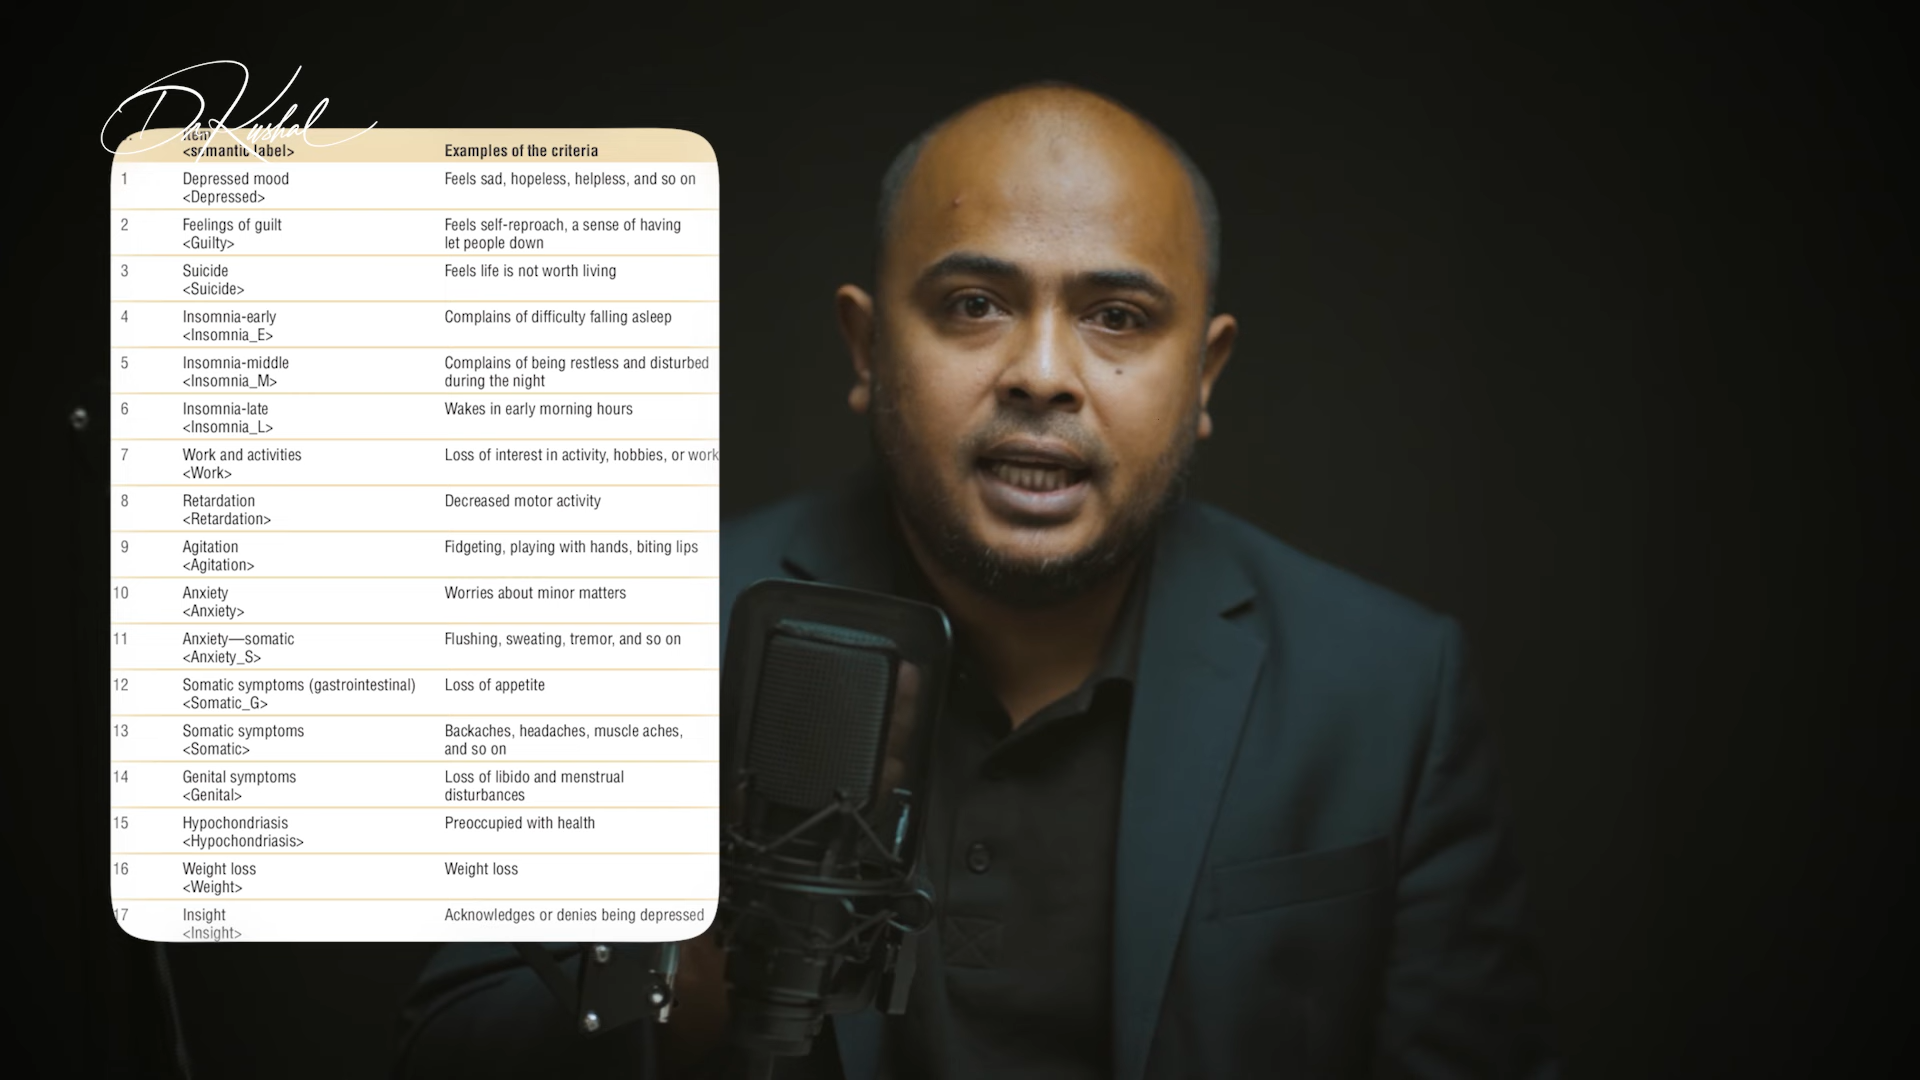 Dr Kushal
Item
<semantic label> Examples of the criteria
1 Depressed mood Feels sad, hopeless, helpless, and so on
<Depressed>
2 Feelings of guilt Feels self-reproach, a sense of having
<Guilty> let people down
3 Suicide Feels life is not worth living
<Suicide>
4 Insomnia-early Complains of difficulty falling asleep
<Insomnia_E>
5 Insomnia-middle Complains of being restless and disturbed
<Insomnia_M> during the night
6 Insomnia-late Wakes in early morning hours
<Insomnia_L>
7 Work and activities Loss of interest in activity, hobbies, or work
<Work>
8 Retardation Decreased motor activity
<Retardation>
9 Agitation Fidgeting, playing with hands, biting lips
<Agitation>
10 Anxiety Worries about minor matters
<Anxiety>
11 Anxiety—somatic Flushing, sweating, tremor, and so on
<Anxiety_S>
12 Somatic symptoms (gastrointestinal) Loss of appetite
<Somatic_G>
13 Somatic symptoms Backaches, headaches, muscle aches,
<Somatic> and so on
14 Genital symptoms Loss of libido and menstrual
<Genital> disturbances
15 Hypochondriasis Preoccupied with health
<Hypochondriasis>
16 Weight loss Weight loss
<Weight>
17 Insight Acknowledges or denies being depressed
<Insight>